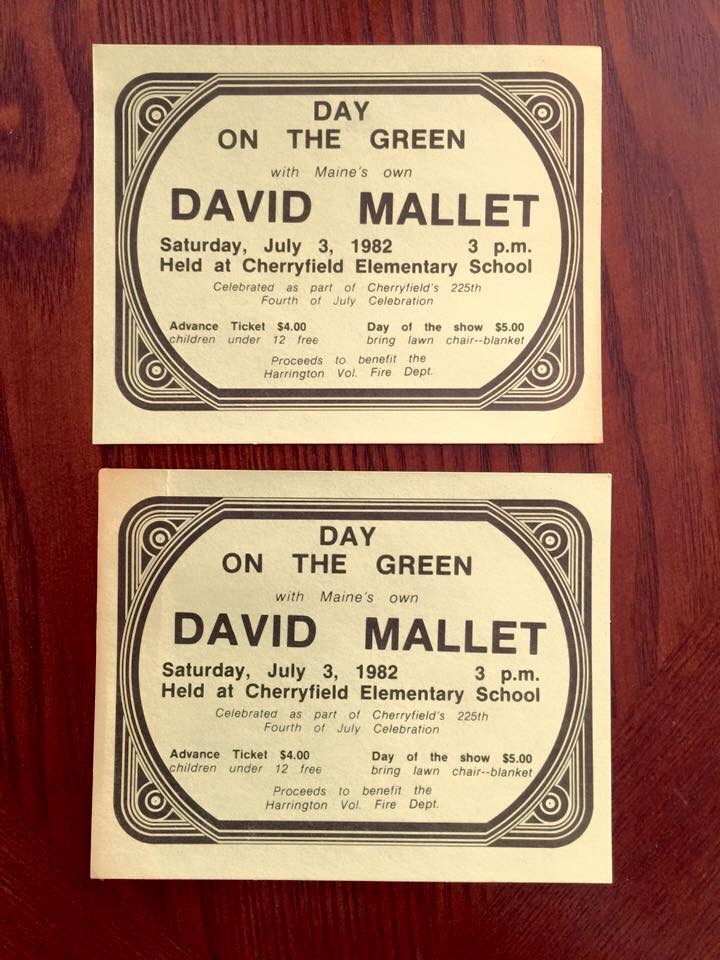 DAY
ON THE GREEN
with Maine's own
DAVID MALLET
Saturday, July 3, 1982 3 p.m.
Held at Cherryfield Elementary School
Celebrated as part of Cherryfield's 225th
Fourth of July Celebration
Advance Ticket $4.00 Day of the show $5.00
children under 12 free bring lawn chair--blanket
Proceeds to benefit the
Harrington Vol. Fire Dept.
DAY
ON THE GREEN
with Maine's own
DAVID MALLET
Saturday, July 3, 1982 3 p.m.
Held at Cherryfield Elementary School
Celebrated as part of Cherryfield's 225th
Fourth of July Celebration
Advance Ticket $4.00 Day of the show $5.00
children under 12 free bring lawn chair--blanket
Proceeds to benefit the
Harrington Vol. Fire Dept.